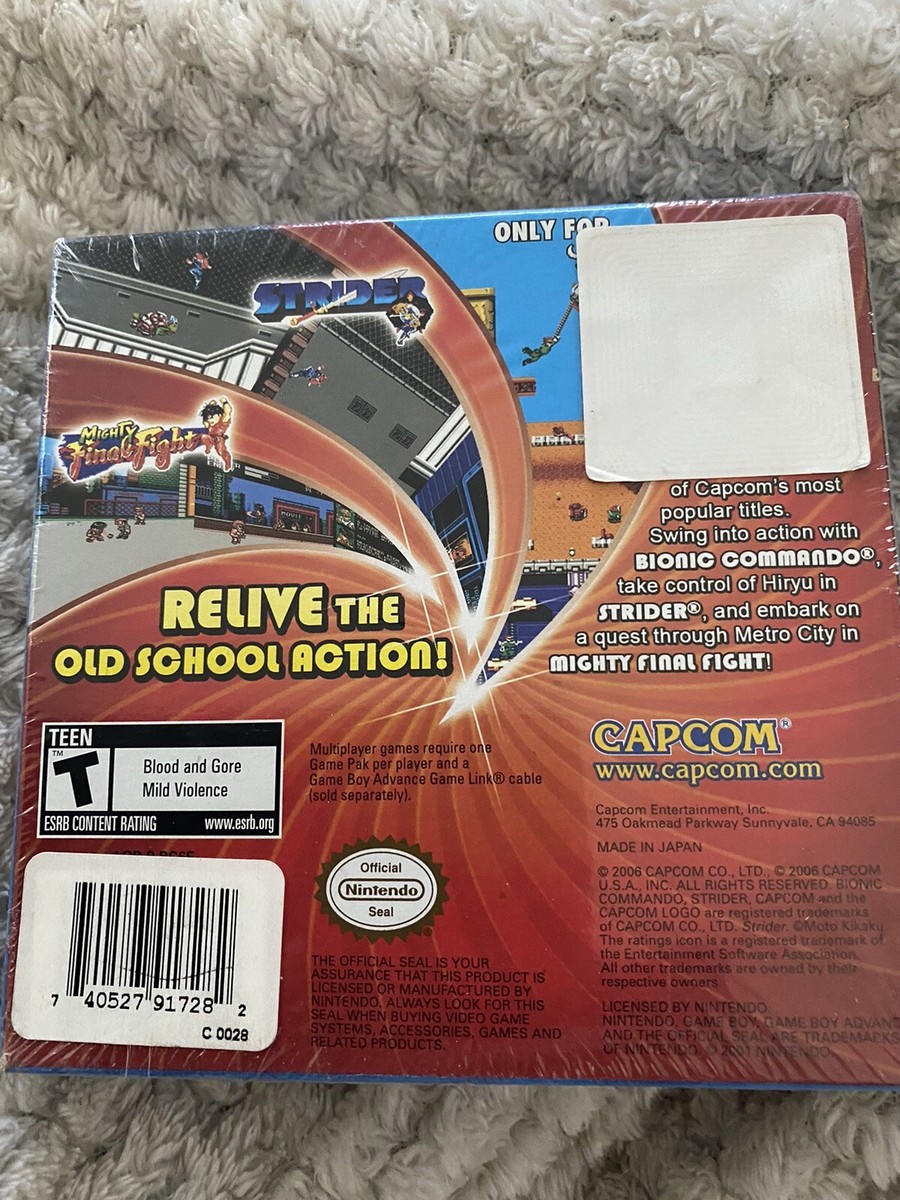 ONLY FOR
STRIDER
MIGHTY
Final Fight
MOVIE
of Capcom's most
popular titles.
Swing into action with
BIONIC COMMANDO®,
take control of Hiryu in
STRIDER®, and embark on
a quest through Metro City in
MIGHTY FINAL FIGHT!
RELIVE THE
OLD SCHOOL ACTION!
TEEN
T™
Blood and Gore
Mild Violence
ESRB CONTENT RATING www.esrb.org
Multiplayer games require one
Game Pak per player and a
Game Boy Advance Game Link® cable
(sold separately).
CAPCOM®
www.capcom.com
Capcom Entertainment, Inc.
475 Oakmead Parkway Sunnyvale, CA 94085
MADE IN JAPAN
© 2006 CAPCOM CO., LTD., © 2006 CAPCOM
U.S.A., INC. ALL RIGHTS RESERVED. BIONIC
COMMANDO, STRIDER, CAPCOM and the
CAPCOM LOGO are registered trademarks
of CAPCOM CO., LTD. Strider. ©Moto Kikaku.
The ratings icon is a registered trademark of
the Entertainment Software Association.
All other trademarks are owned by their
respective owners.
LICENSED BY NINTENDO.
NINTENDO, GAME BOY, GAME BOY ADVAN
AND THE OFFICIAL SEAL ARE TRADEMARKS
OF NINTENDO. © 2001 NINTENDO.
Official
Nintendo
Seal
THE OFFICIAL SEAL IS YOUR
ASSURANCE THAT THIS PRODUCT IS
LICENSED OR MANUFACTURED BY
NINTENDO. ALWAYS LOOK FOR THIS
SEAL WHEN BUYING VIDEO GAME
SYSTEMS, ACCESSORIES, GAMES AND
RELATED PRODUCTS.
7 40527 91728 2
C 0028